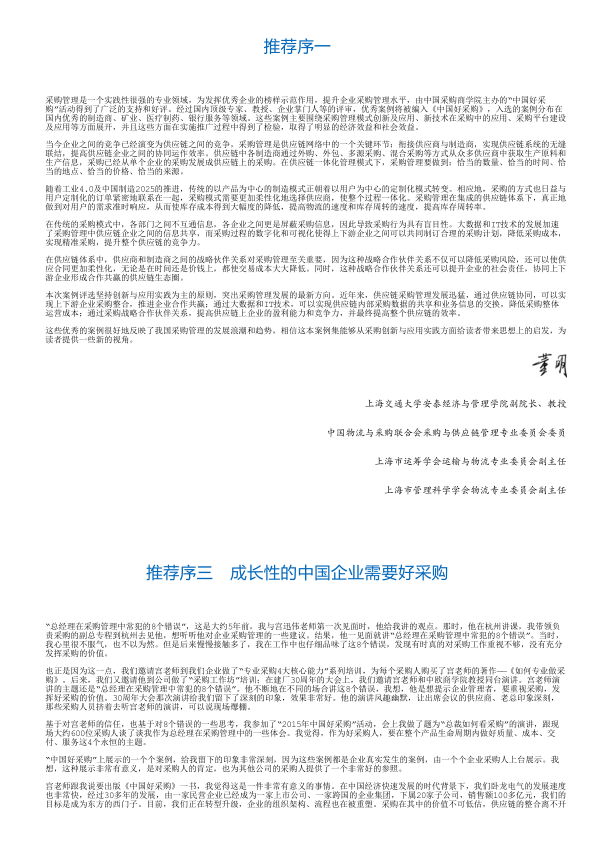 推荐序一
采购管理是一个实践性很强的专业领域，为发挥优秀企业的榜样示范作用，提升企业采购管理水平，由中国采购商学院主办的“中国好采
购”活动得到了广泛的支持和好评。经过国内顶级专家、教授、企业掌门人等的评审，优秀案例将被编入《中国好采购》，入选的案例分布在
国内优秀的制造商、矿业、医疗制药、银行服务等领域。这些案例主要围绕采购管理模式创新及应用、新技术在采购中的应用、采购平台建设
及应用等方面展开，并且这些方面在实施推广过程中得到了检验，取得了明显的经济效益和社会效益。
当今企业之间的竞争已经演变为供应链之间的竞争，采购管理是供应链网络中的一个关键环节；衔接供应商与制造商，实现供应链系统的无缝
联结，提高供应链企业之间的协同运作效率。供应链中各制造商通过外购、外包、多源采购、混合采购等方式从众多供应商中获取生产原料和
生产信息，采购已经从单个企业的采购发展成供应链上的采购。在供应链一体化管理模式下，采购管理要做到：恰当的数量、恰当的时间、恰
当的地点、恰当的价格、恰当的来源。
随着工业4.0及中国制造2025的推进，传统的以产品为中心的制造模式正朝着以用户为中心的定制化模式转变。相应地，采购的方式也日益与
用户定制化的订单紧密地联系在一起，采购模式需要更加柔性化地选择供应商，使整个过程一体化。采购管理在集成的供应链体系下，真正地
做到对用户的需求准时响应，从而使库存成本得到大幅度的降低，提高物流的速度和库存周转的速度，提高库存周转率。
在传统的采购模式中，各部门之间不互通信息，各企业之间更是屏蔽采购信息，因此导致采购行为具有盲目性。大数据和IT技术的发展加速
了采购管理中供应链企业之间的信息共享，而采购过程的数字化和可视化使得上下游企业之间可以共同制订合理的采购计划，降低采购成本，
实现精准采购，提升整个供应链的竞争力。
在供应链体系中，供应商和制造商之间的战略伙伴关系对采购管理至关重要，因为这种战略合作伙伴关系不仅可以降低采购风险，还可以使供
应合同更加柔性化，无论是在时间还是价钱上，都使交易成本大大降低。同时，这种战略合作伙伴关系还可以提升企业的社会责任，协同上下
游企业形成合作共赢的供应链生态圈。
本次案例评选坚持创新与应用实践为主的原则，突出采购管理发展的最新方向。近年来，供应链采购管理发展迅猛，通过供应链协同，可以实
现上下游企业采购整合，推进企业合作共赢；通过大数据和IT技术，可以实现供应链内部采购数据的共享和业务信息的交换，降低采购整体
运营成本；通过采购战略合作伙伴关系，提高供应链上企业的盈利能力和竞争力，并最终提高整个供应链的效率。
这些优秀的案例很好地反映了我国采购管理的发展浪潮和趋势。相信这本案例集能够从采购创新与应用实践方面给读者带来思想上的启发，为
读者提供一些新的视角。
董明
上海交通大学安泰经济与管理学院副院长、教授
中国物流与采购联合会采购与供应链管理专业委员会委员
上海市运筹学会运输与物流专业委员会副主任
上海市管理科学学会物流专业委员会副主任
推荐序三 成长性的中国企业需要好采购
“总经理在采购管理中常犯的8个错误”，这是大约5年前，我与宫迅伟老师第一次见面时，他给我讲的观点。那时，他在杭州讲课，我带领负
责采购的副总专程到杭州去见他，想听听他对企业采购管理的一些建议。结果，他一见面就讲“总经理在采购管理中常犯的8个错误”。当时，
我心里很不服气，也不以为然。但是后来慢慢接触多了，我在工作中也仔细品味了这8个错误，发现有时真的对采购工作重视不够，没有充分
发挥采购的价值。
也正是因为这一点，我们邀请宫老师到我们企业做了“专业采购4大核心能力”系列培训。为每个采购人购买了宫老师的著作——《如何专业做采
购》。后来，我们又邀请他到公司做了“采购工作坊”培训；在建厂30周年的大会上，我们邀请宫老师和中欧商学院教授同台演讲。宫老师演
讲的主题还是“总经理在采购管理中常犯的8个错误”。他不断地在不同的场合讲这8个错误，我想，他是想提示企业管理者，要重视采购，发
挥好采购的价值。30周年大会那次演讲给我们留下了深刻的印象，效果非常好。他的演讲风趣幽默，让出席会议的供应商、老总印象深刻，
那些采购人员挤着去听宫老师的演讲，可以说现场爆棚。
基于对宫老师的信任，也基于对8个错误的一些思考，我参加了“2015年中国好采购”活动，会上我做了题为“总裁如何看采购”的演讲，跟现
场大约600位采购人谈了谈我作为总经理在采购管理中的一些体会。我觉得，作为好采购人，要在整个产品生命周期内做好质量、成本、交
付、服务这4个永恒的主题。
“中国好采购”上展示的一个个案例，给我留下的印象非常深刻，因为这些案例都是企业真实发生的案例，由一个个企业采购人上台展示。我
想，这种展示非常有意义，是对采购人的肯定，也为其他公司的采购人提供了一个非常好的参照。
宫老师跟我说要出版《中国好采购》一书，我觉得这是一件非常有意义的事情。在中国经济快速发展的时代背景下，我们卧龙电气的发展速度
也非常快，经过30多年的发展，由一家民营企业已经成为一家上市公司、一家跨国的企业集团，下属20家子公司，销售额100多亿元，我们的
目标是成为东方的西门子。目前，我们正在转型升级，企业的组织架构、流程也在被重塑。采购在其中的价值不可低估，供应链的整合离不开